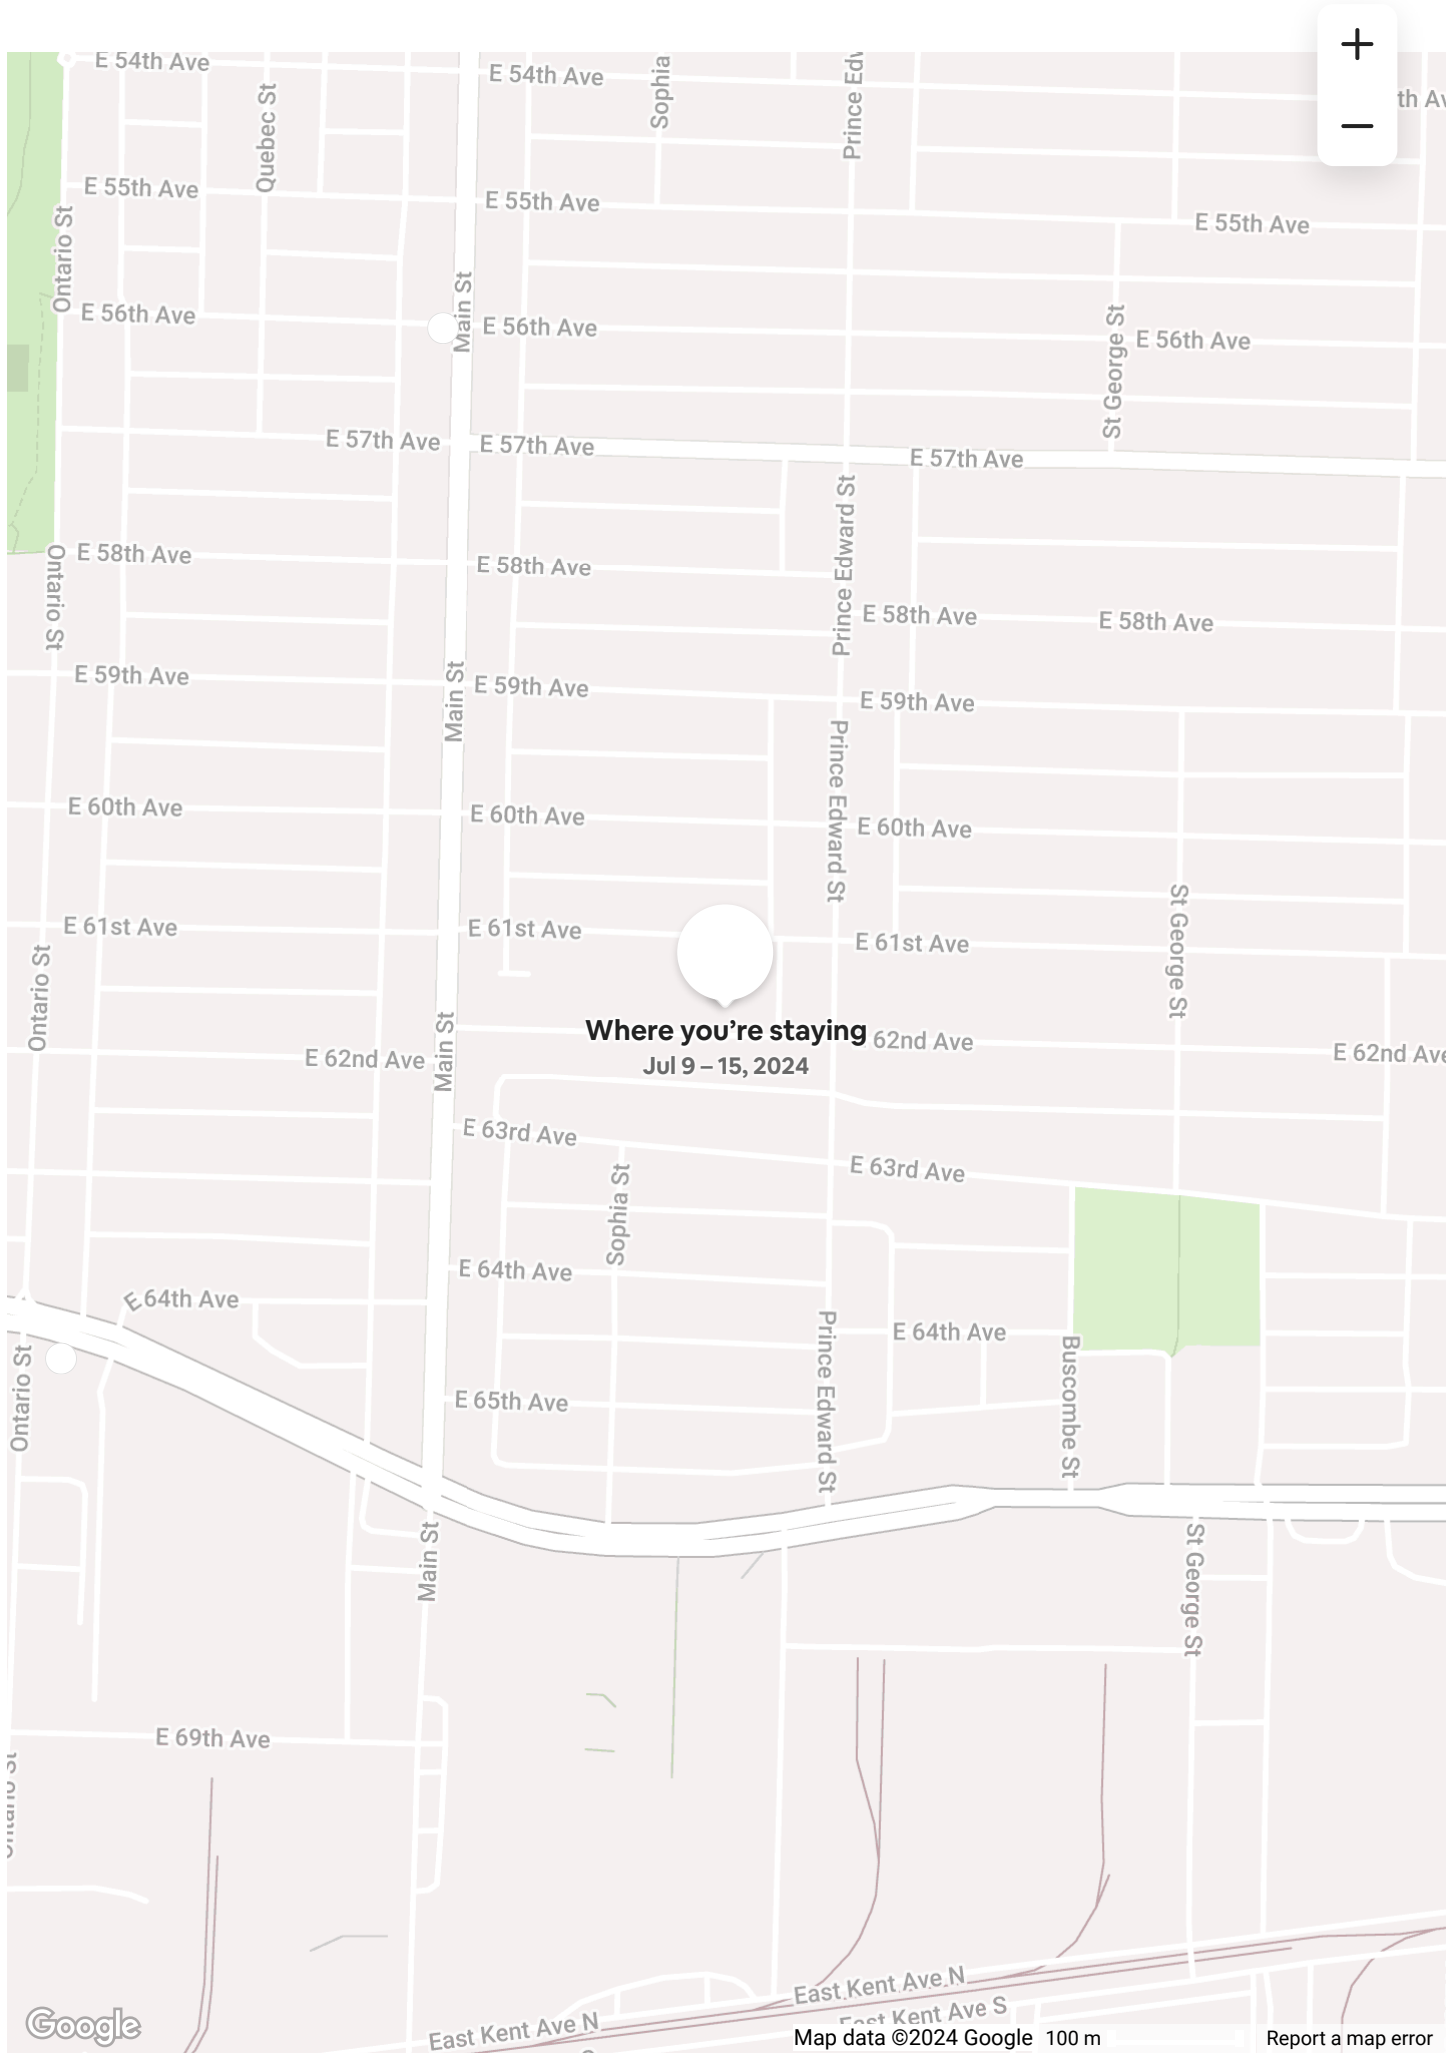 E 54th Ave
E 54th Ave
Sophia
Quebec St
E 55th Ave
E 55th Ave
E 55th Ave
Ontario St
Main St
E 56th Ave
E 56th Ave
E 56th Ave
St George St
E 57th Ave
E 57th Ave
E 57th Ave
Prince Edward St
E 58th Ave
E 58th Ave
E 58th Ave
E 58th Ave
Ontario St
E 59th Ave
E 59th Ave
E 59th Ave
Main St
Prince Edward St
E 60th Ave
E 60th Ave
E 60th Ave
E 61st Ave
E 61st Ave
E 61st Ave
St George St
Ontario St
Where you're staying
Jul 9 – 15, 2024
62nd Ave
E 62nd Ave
E 62nd Ave
Main St
E 63rd Ave
E 63rd Ave
Sophia St
E 64th Ave
E 64th Ave
E 64th Ave
Prince Edward St
Buscombe St
Ontario St
E 65th Ave
Main St
St George St
E 69th Ave
East Kent Ave N
East Kent Ave S
East Kent Ave N
Google
Map data ©2024 Google
100 m
Report a map error